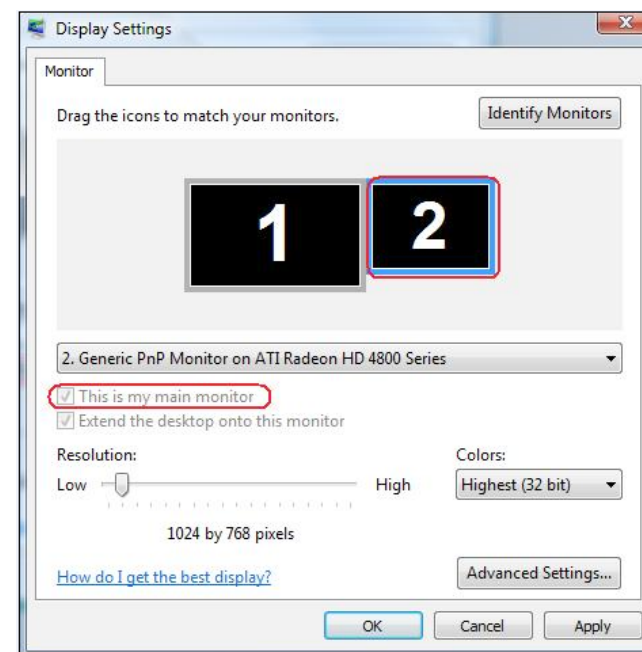 Display Settings
Monitor
Drag the icons to match your monitors.
Identify Monitors
1
2
2. Generic PnP Monitor on ATI Radeon HD 4800 Series
This is my main monitor
Extend the desktop onto this monitor
Resolution:
Colors:
Low
High
Highest (32 bit)
1024 by 768 pixels
How do I get the best display?
Advanced Settings...
OK
Cancel
Apply